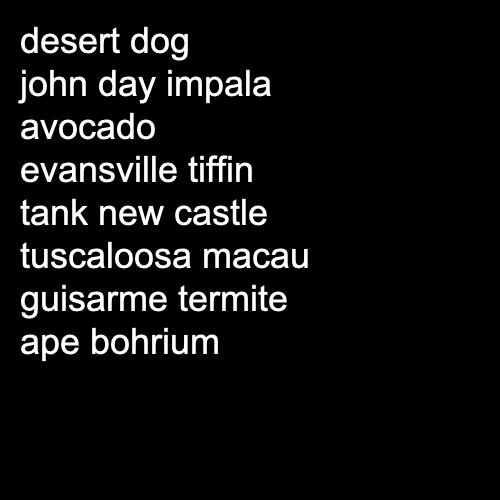 desert dog
john day impala
avocado
evansville tiffin
tank new castle
tuscaloosa macau
guisarme termite
ape bohrium